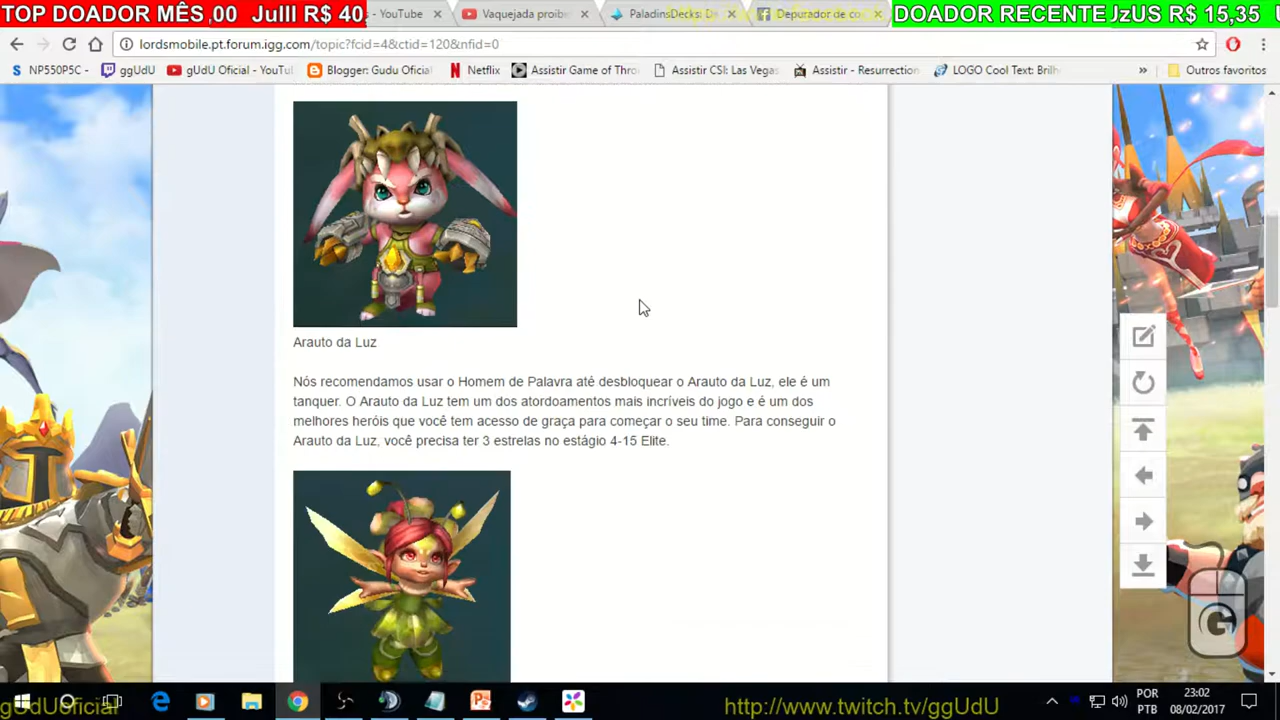 TOP DOADOR MÊS,00 JulII R$ 40
- YouTube
Vaquejada proibe
PaladinsDecks: D
Depurador de co
DOADOR RECENTE JzUS R$ 15,35
lordsmobile.pt.forum.igg.com/topic?fcid=4&ctid=120&nfid=0
NP550P5C -
ggUdU
gUdU Oficial - YouTu
Blogger: Gudu Oficial
Netflix
Assistir Game of Thro
Assistir CSI: Las Vegas
Assistir - Resurrection
LOGO Cool Text: Brilh
»
Outros favoritos
Arauto da Luz
Nós recomendamos usar o Homem de Palavra até desbloquear o Arauto da Luz, ele é um
tanquer. O Arauto da Luz tem um dos atordoamentos mais incríveis do jogo e é um dos
melhores heróis que você tem acesso de graça para começar o seu time. Para conseguir o
Arauto da Luz, você precisa ter 3 estrelas no estágio 4-15 Elite.
G
gUdUoficial
http://www.twitch.tv/ggUdU
POR
PTB
23:02
08/02/2017